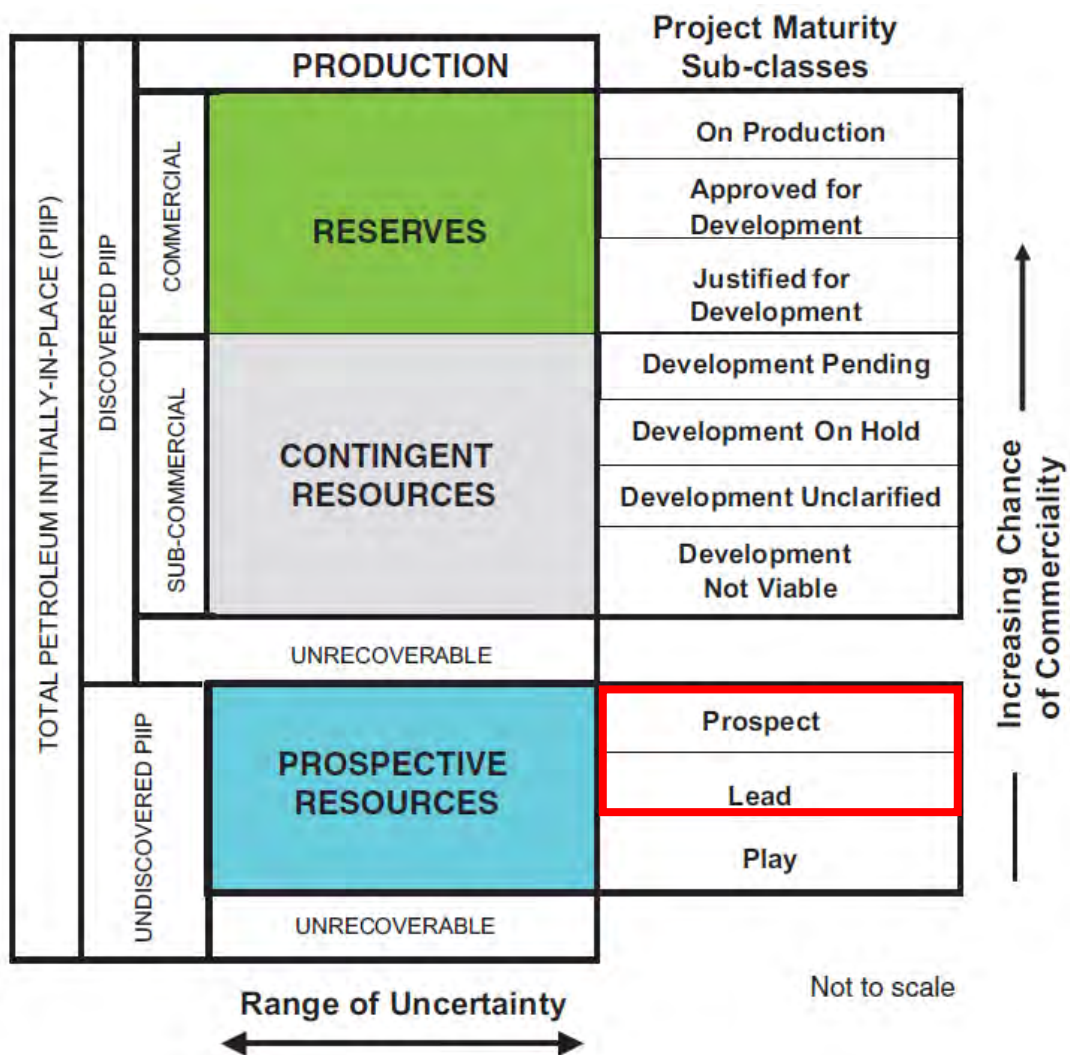 Project Maturity
Sub-classes
PRODUCTION
TOTAL PETROLEUM INITIALLY-IN-PLACE (PIIP)
DISCOVERED PIIP
COMMERCIAL
RESERVES
On Production
Approved for
Development
Justified for
Development
SUB-COMMERCIAL
CONTINGENT
RESOURCES
Development Pending
Development On Hold
Development Unclarified
Development
Not Viable
UNRECOVERABLE
UNDISCOVERED PIIP
PROSPECTIVE
RESOURCES
Prospect
Lead
Play
UNRECOVERABLE
Increasing Chance
of Commerciality
Not to scale
Range of Uncertainty